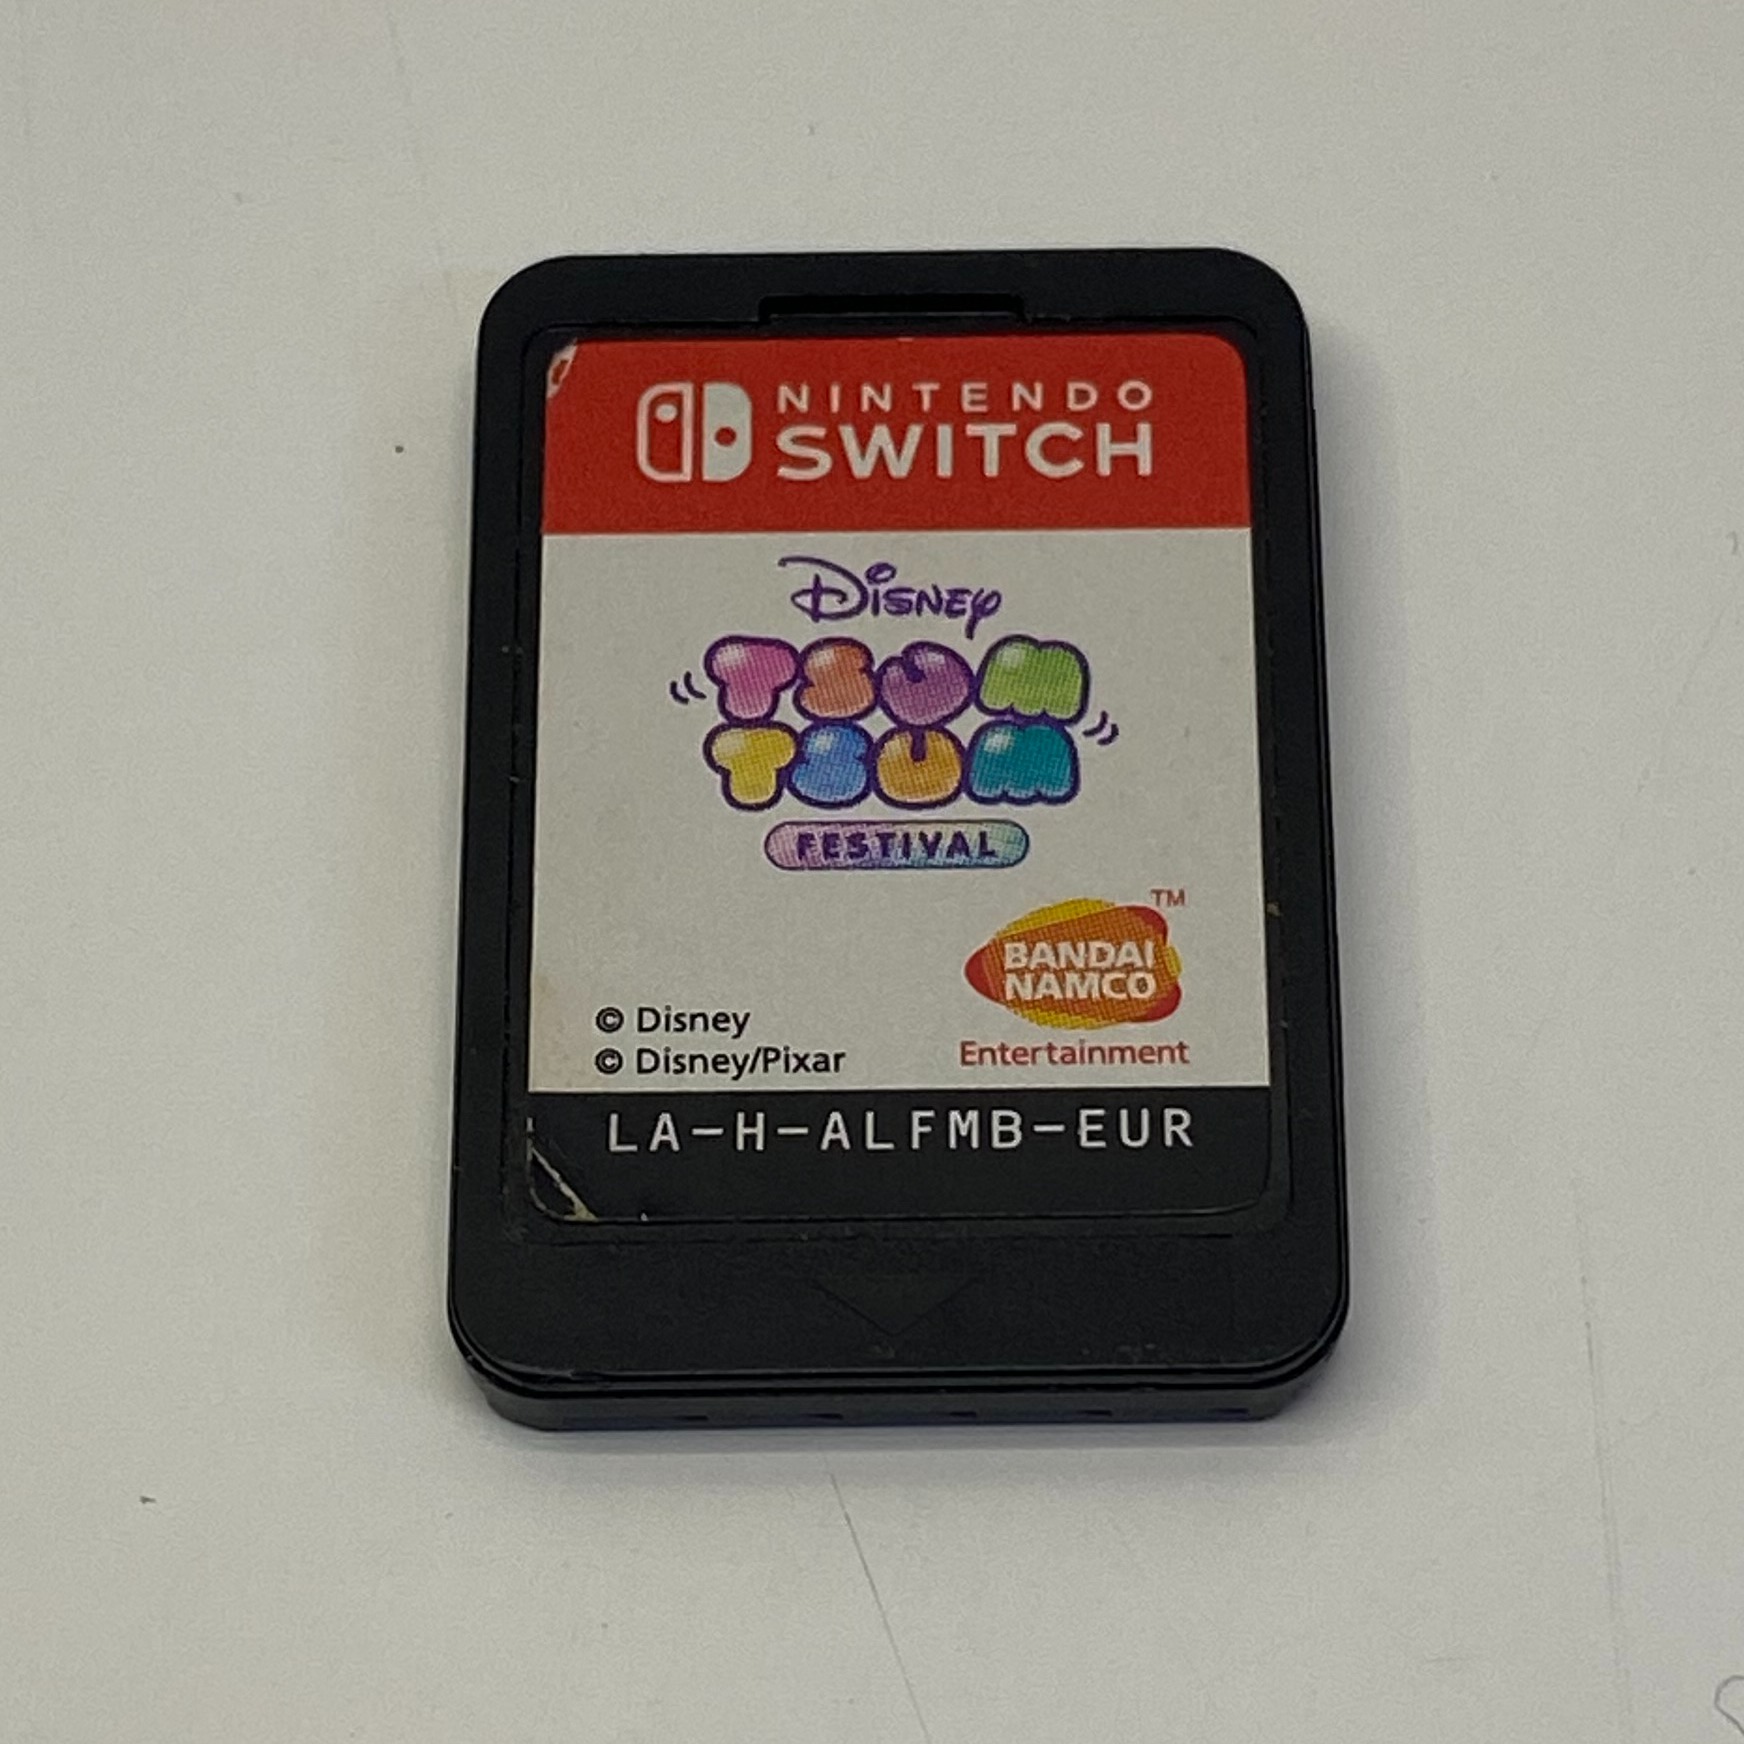 NINTENDO
SWITCH
Disney
TSUM
TSUM
FESTIVAL
TM
BANDAI
NAMCO
Entertainment
© Disney
© Disney/Pixar
LA-H-ALFMB-EUR